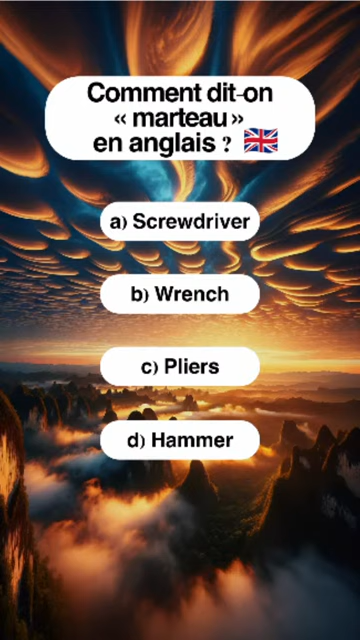 Comment dit-on
« marteau »
en anglais ? 🇬🇧
a) Screwdriver
b) Wrench
c) Pliers
d) Hammer